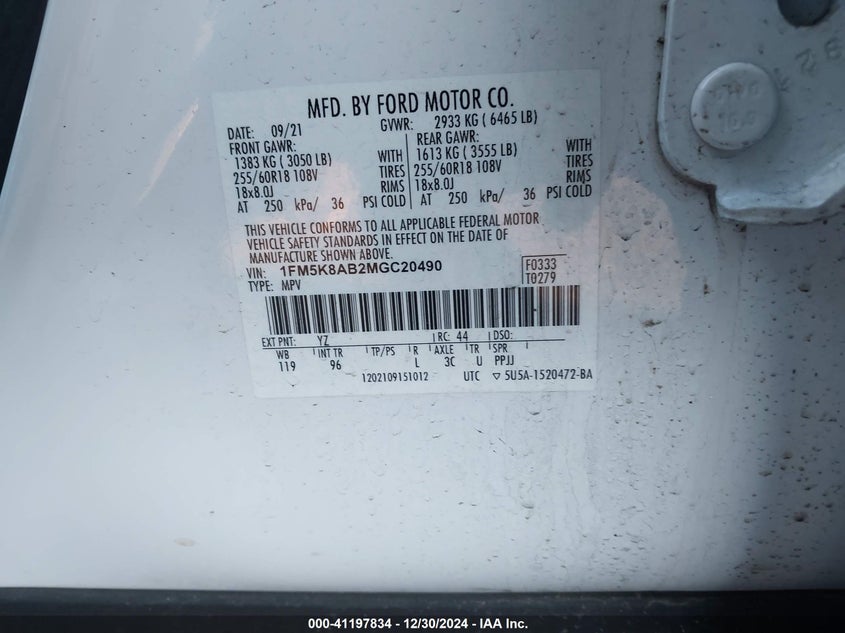 MFD. BY FORD MOTOR CO.
DATE: 09/21 GVWR: 2933 KG ( 6465 LB)
FRONT GAWR: REAR GAWR:
1383 KG ( 3050 LB) WITH 1613 KG ( 3555 LB) WITH
255/60R18 108V TIRES 255/60R18 108V TIRES
18x8.0J RIMS 18x8.0J RIMS
AT 250 kPa/ 36 PSI COLD AT 250 kPa/ 36 PSI COLD
THIS VEHICLE CONFORMS TO ALL APPLICABLE FEDERAL MOTOR
VEHICLE SAFETY STANDARDS IN EFFECT ON THE DATE OF
MANUFACTURE SHOWN ABOVE.
VIN: 1FM5K8AB2MGC20490 F0333
TYPE: MPV T0279
EXT PNT: YZ RC: 44 DSO:
WB INT TR TP/PS R AXLE TR SPR
119 96 L 3C U PPJJ
1202109151012 UTC ▽ 5U5A-1520472-BA
000-41197834 - 12/30/2024 - IAA Inc.